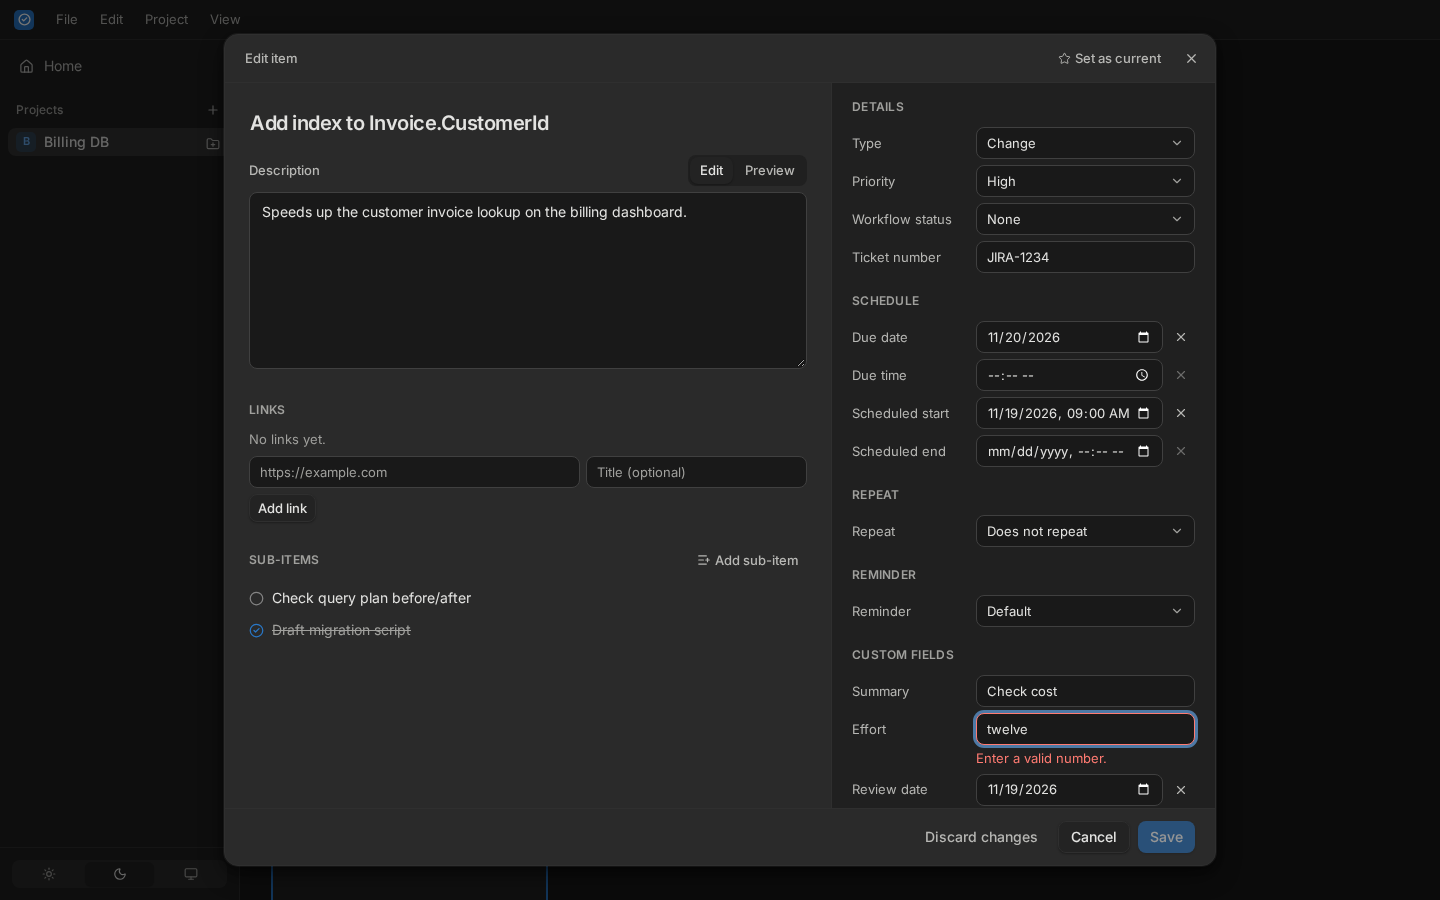 File Edit Project View
Home
Projects
B Billing DB
Edit item
Set as current
Add index to Invoice.CustomerId
Description
Edit Preview
Speeds up the customer invoice lookup on the billing dashboard.
LINKS
No links yet.
https://example.com
Title (optional)
Add link
SUB-ITEMS
Add sub-item
Check query plan before/after
Draft migration script
DETAILS
Type Change
Priority High
Workflow status None
Ticket number JIRA-1234
SCHEDULE
Due date 11/20/2026
Due time --:-- --
Scheduled start 11/19/2026, 09:00 AM
Scheduled end mm/dd/yyyy, --:-- --
REPEAT
Repeat Does not repeat
REMINDER
Reminder Default
CUSTOM FIELDS
Summary Check cost
Effort twelve
Enter a valid number.
Review date 11/19/2026
Discard changes Cancel Save